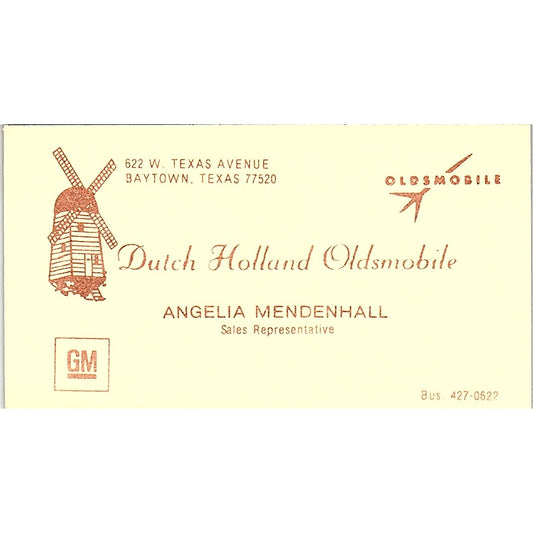 622 W. TEXAS AVENUE
BAYTOWN, TEXAS 77520
OLDSMOBILE
Dutch Holland Oldsmobile
ANGELIA MENDENHALL
Sales Representative
GM
Bus. 427-0622